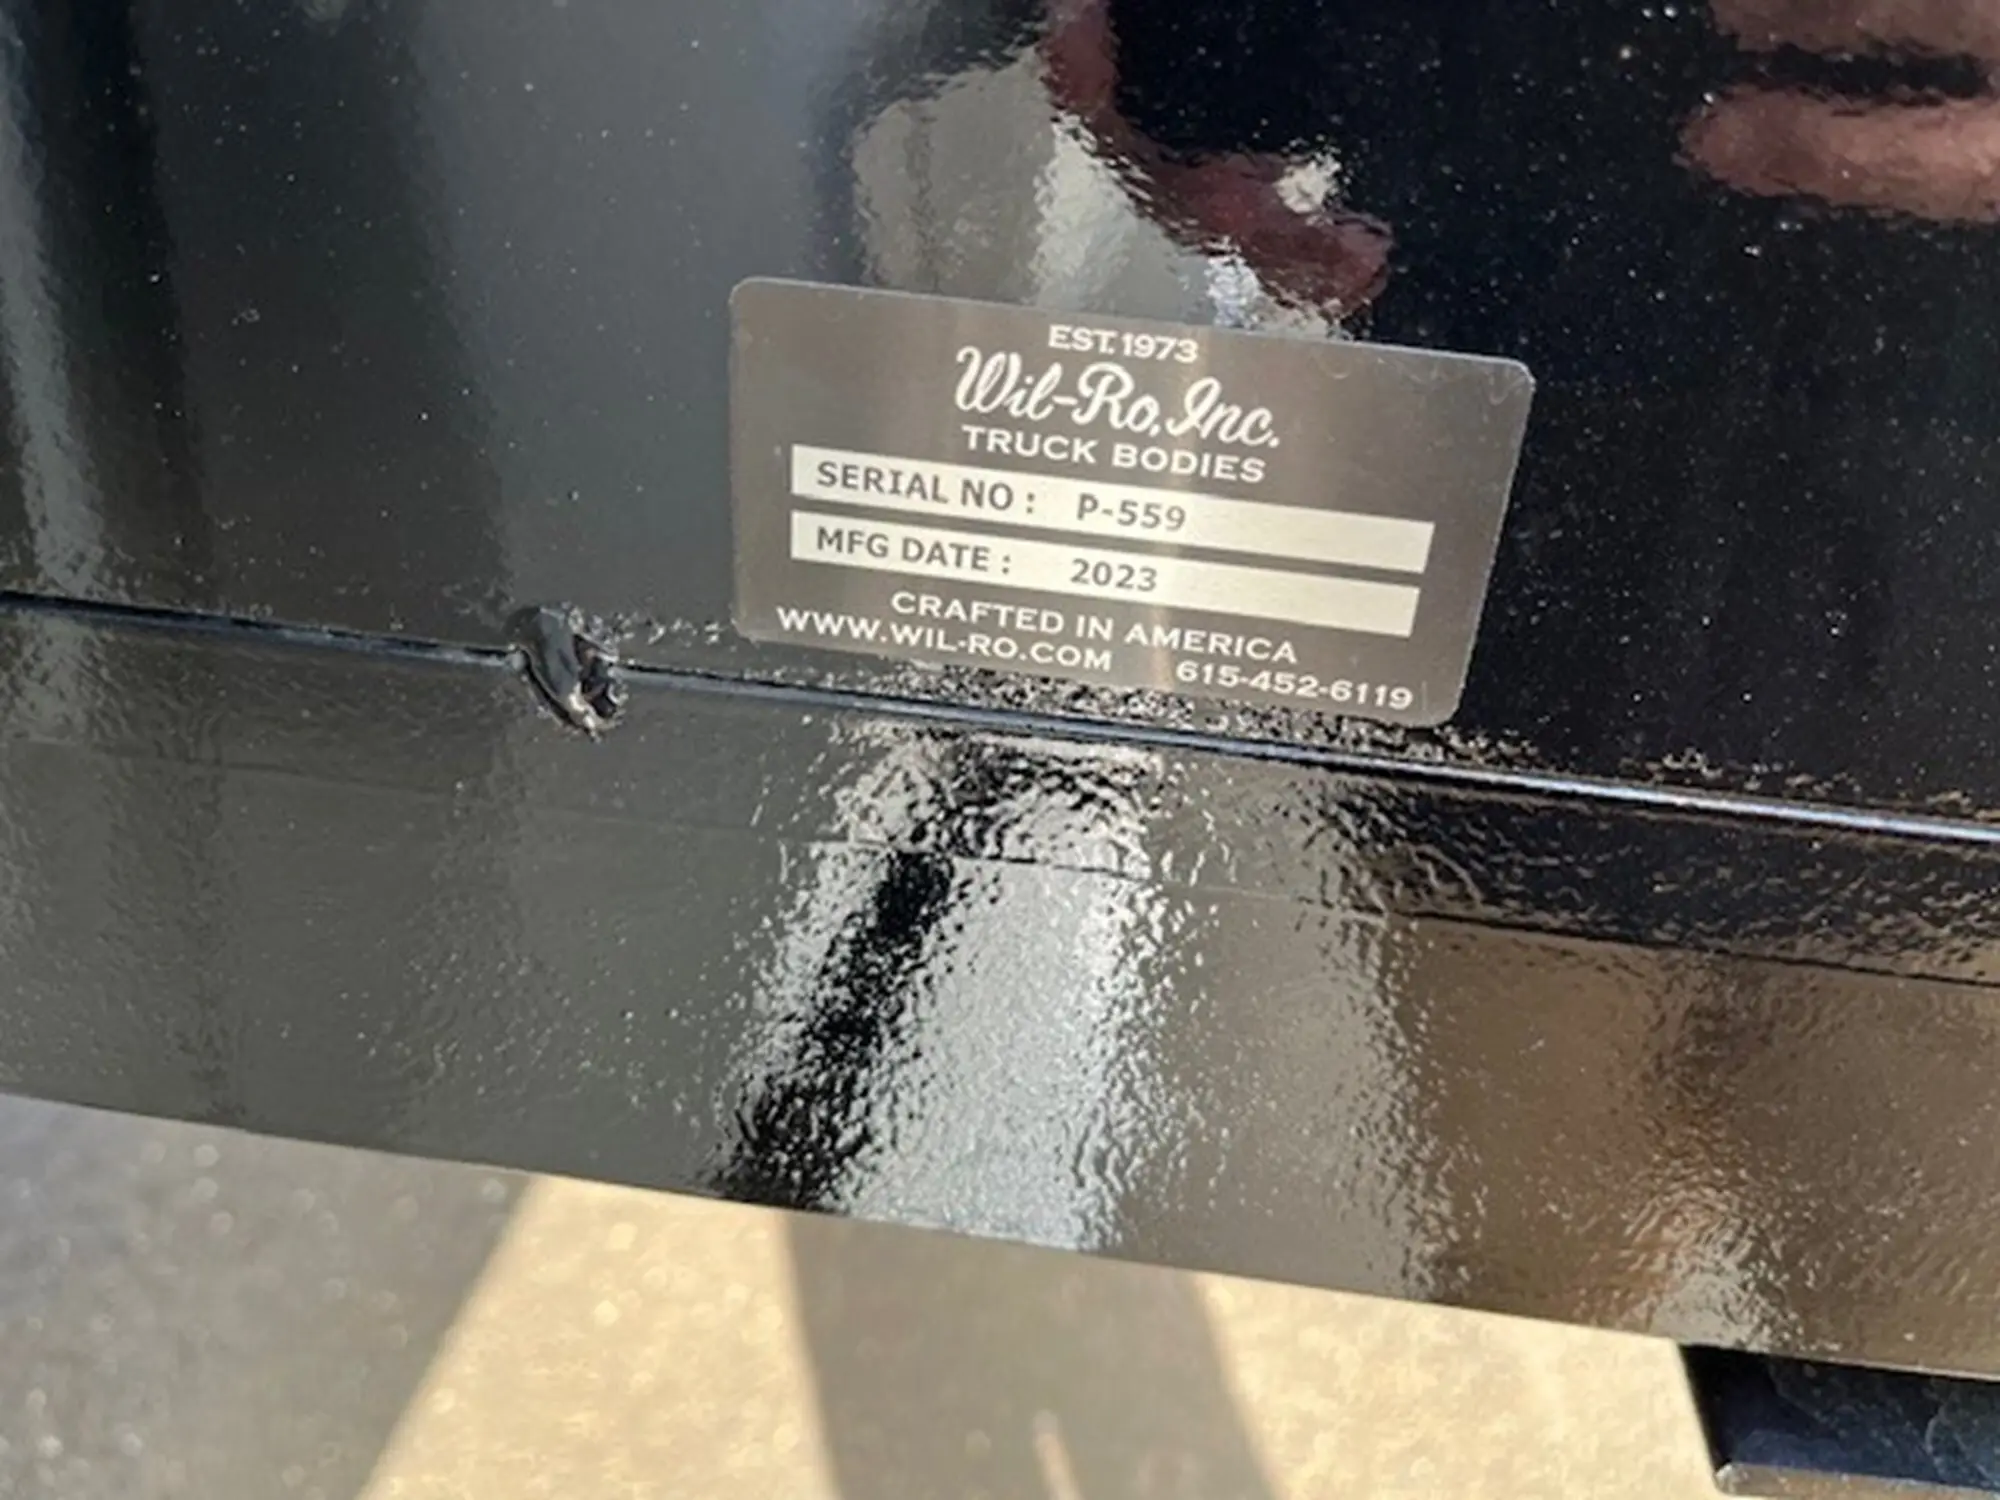 EST. 1973
Wil-Ro, Inc.
TRUCK BODIES
SERIAL NO : P-559
MFG DATE : 2023
CRAFTED IN AMERICA
WWW.WIL-RO.COM 615-452-6119